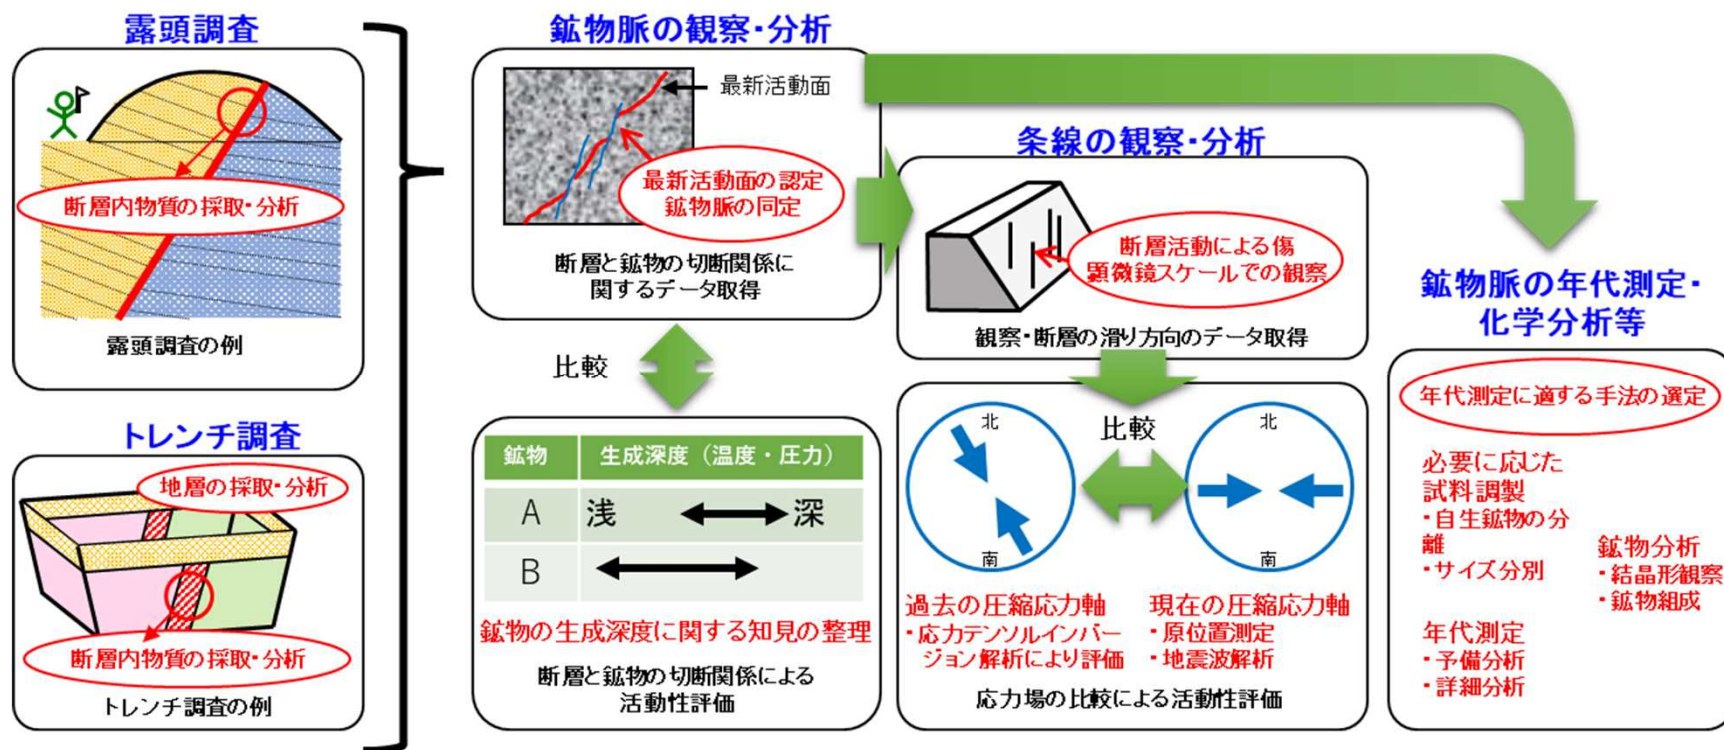 露頭調査
断層内物質の採取・分析
露頭調査の例
トレンチ調査
地層の採取・分析
断層内物質の採取・分析
トレンチ調査の例
鉱物脈の観察・分析
最新活動面
最新活動面の認定
鉱物脈の同定
断層と鉱物の切断関係に
関するデータ取得
比較
鉱物 生成深度（温度・圧力）
A 浅 深
B
鉱物の生成深度に関する知見の整理
断層と鉱物の切断関係による
活動性評価
条線の観察・分析
断層活動による傷
顕微鏡スケールでの観察
観察・断層の滑り方向のデータ取得
北
南
比較
北
南
過去の圧縮応力軸
・応力テンソルインバー
ジョン解析により評価
現在の圧縮応力軸
・原位置測定
・地震波解析
応力場の比較による活動性評価
鉱物脈の年代測定・
化学分析等
年代測定に適する手法の選定
必要に応じた
試料調製
・自生鉱物の分
離
・サイズ分別
鉱物分析
・結晶形観察
・鉱物組成
年代測定
・予備分析
・詳細分析